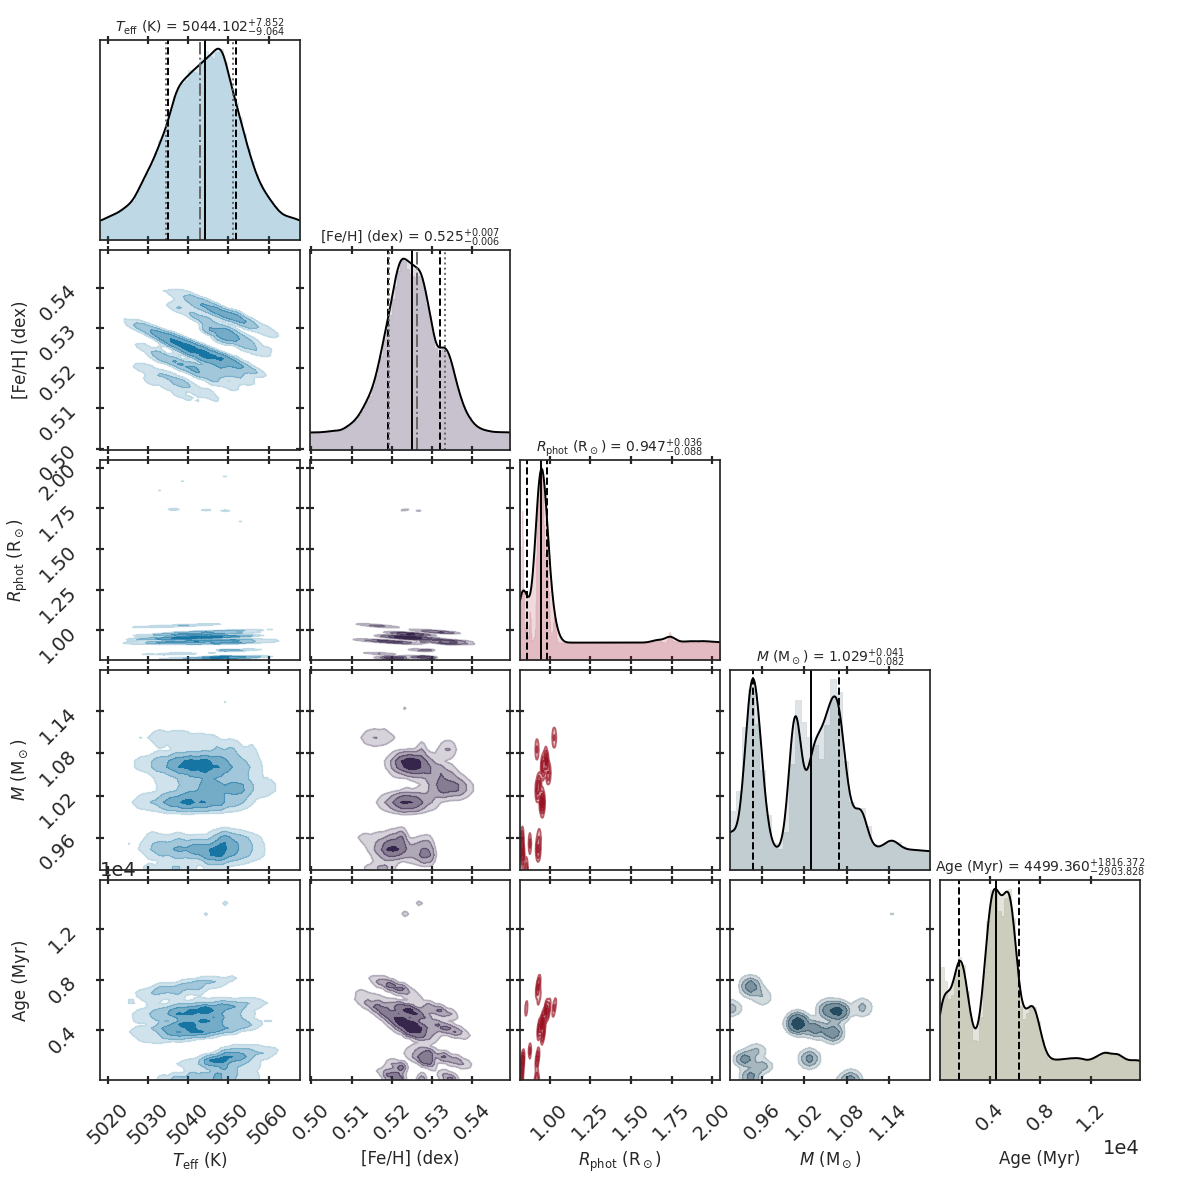 T_eff (K) = 5044.102 +7.852 −9.064
[Fe/H] (dex) = 0.525 +0.007 −0.006
0.54
0.53
0.52
0.51
0.50
[Fe/H] (dex)
R_phot (R⊙) = 0.947 +0.036 −0.088
2.00
1.75
1.50
1.25
1.00
R_phot (R⊙)
M (M⊙) = 1.029 +0.041 −0.082
1.14
1.08
1.02
0.96
M (M⊙)
1e4
Age (Myr) = 4499.360 +1816.372 −2903.828
1.2
0.8
0.4
Age (Myr)
5020 5030 5040 5050 5060
0.50 0.51 0.52 0.53 0.54
1.00 1.25 1.50 1.75 2.00
0.96 1.02 1.08 1.14
0.4 0.8 1.2
1e4
T_eff (K)
[Fe/H] (dex)
R_phot (R⊙)
M (M⊙)
Age (Myr)